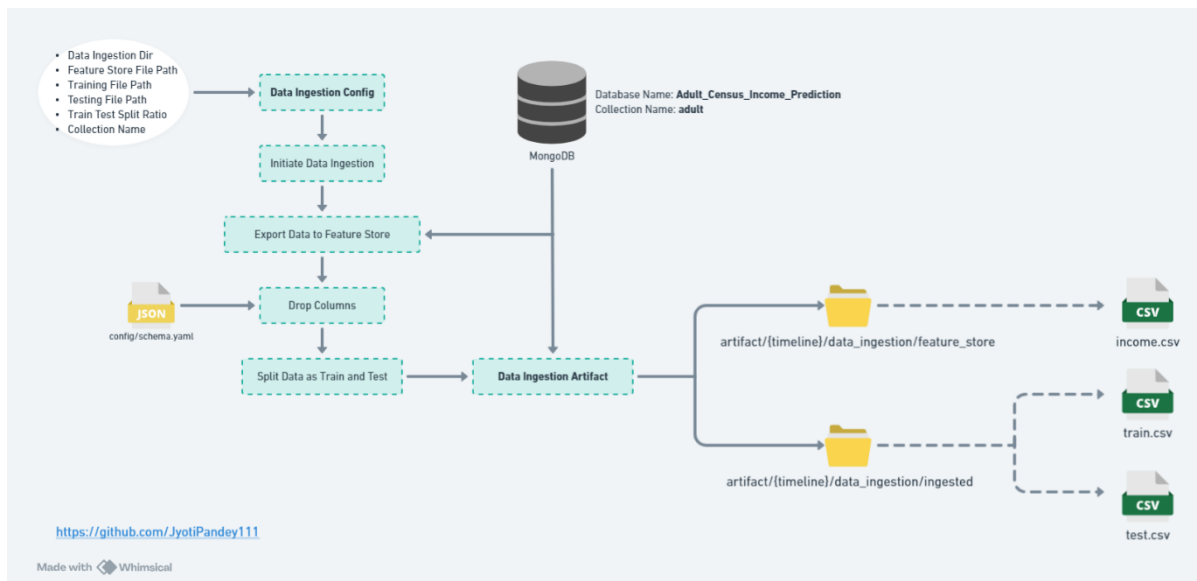 • Data Ingestion Dir
• Feature Store File Path
• Training File Path
• Testing File Path
• Train Test Split Ratio
• Collection Name
Data Ingestion Config
Database Name: Adult_Census_Income_Prediction
Collection Name: adult
MongoDB
Initiate Data Ingestion
Export Data to Feature Store
JSON
config/schema.yaml
Drop Columns
Split Data as Train and Test
Data Ingestion Artifact
artifact/{timeline}/data_ingestion/feature_store
CSV
income.csv
artifact/{timeline}/data_ingestion/ingested
CSV
train.csv
CSV
test.csv
https://github.com/JyotiPandey111
Made with Whimsical